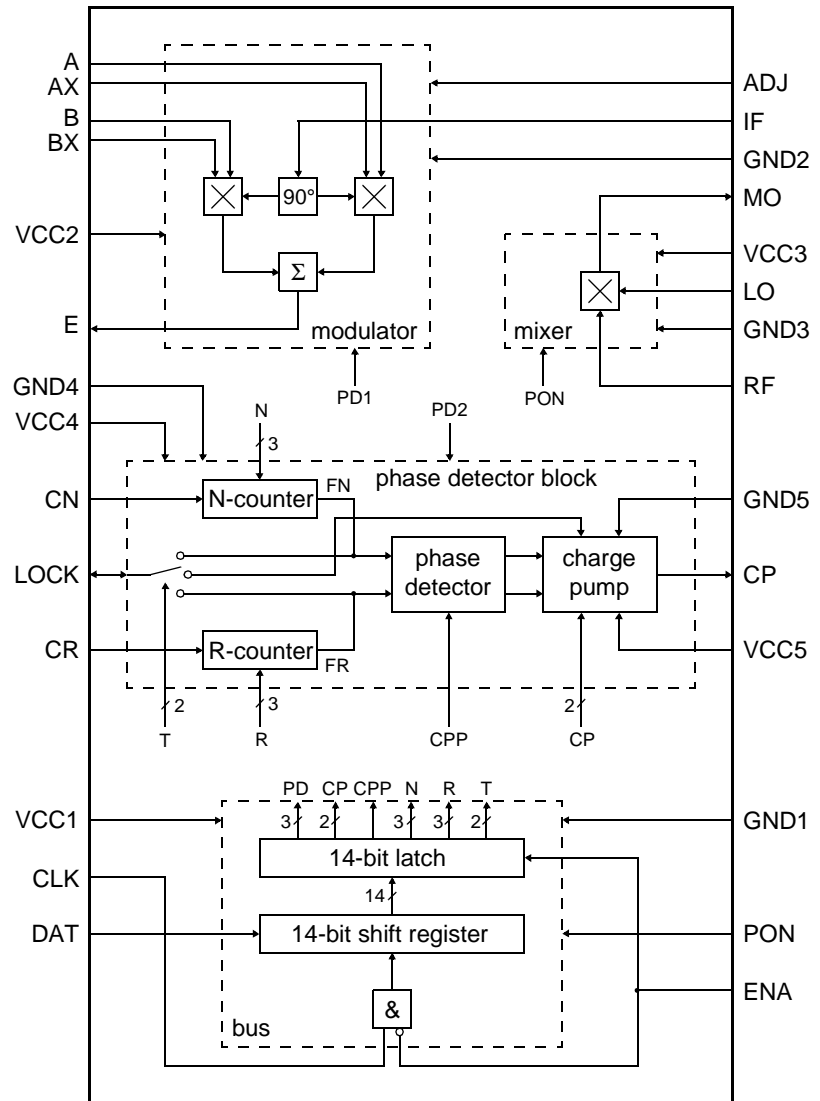 A
AX
ADJ
B
IF
BX
GND2
90°
MO
VCC2
VCC3
Σ
LO
E
modulator
mixer
GND3
GND4
PD1
PON
RF
VCC4
N
PD2
3
phase detector block
CN
N-counter
FN
GND5
LOCK
phase
detector
charge
pump
CP
CR
R-counter
FR
VCC5
2
3
2
T
R
CPP
CP
PD
CP
CPP
N
R
T
VCC1
3
2
3
3
2
GND1
14-bit latch
CLK
14
DAT
14-bit shift register
PON
ENA
&
bus